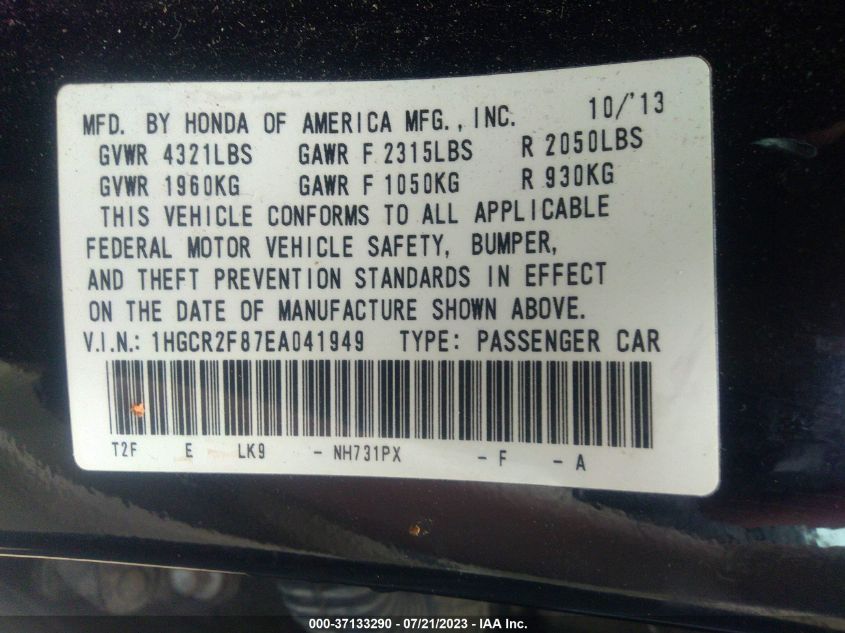 MFD. BY HONDA OF AMERICA MFG., INC. 10/'13
GVWR 4321LBS GAWR F 2315LBS R 2050LBS
GVWR 1960KG GAWR F 1050KG R 930KG
THIS VEHICLE CONFORMS TO ALL APPLICABLE
FEDERAL MOTOR VEHICLE SAFETY, BUMPER,
AND THEFT PREVENTION STANDARDS IN EFFECT
ON THE DATE OF MANUFACTURE SHOWN ABOVE.
V.I.N.: 1HGCR2F87EA041949 TYPE: PASSENGER CAR
T2F E LK9 - NH731PX - F - A
000-37133290 - 07/21/2023 - IAA Inc.